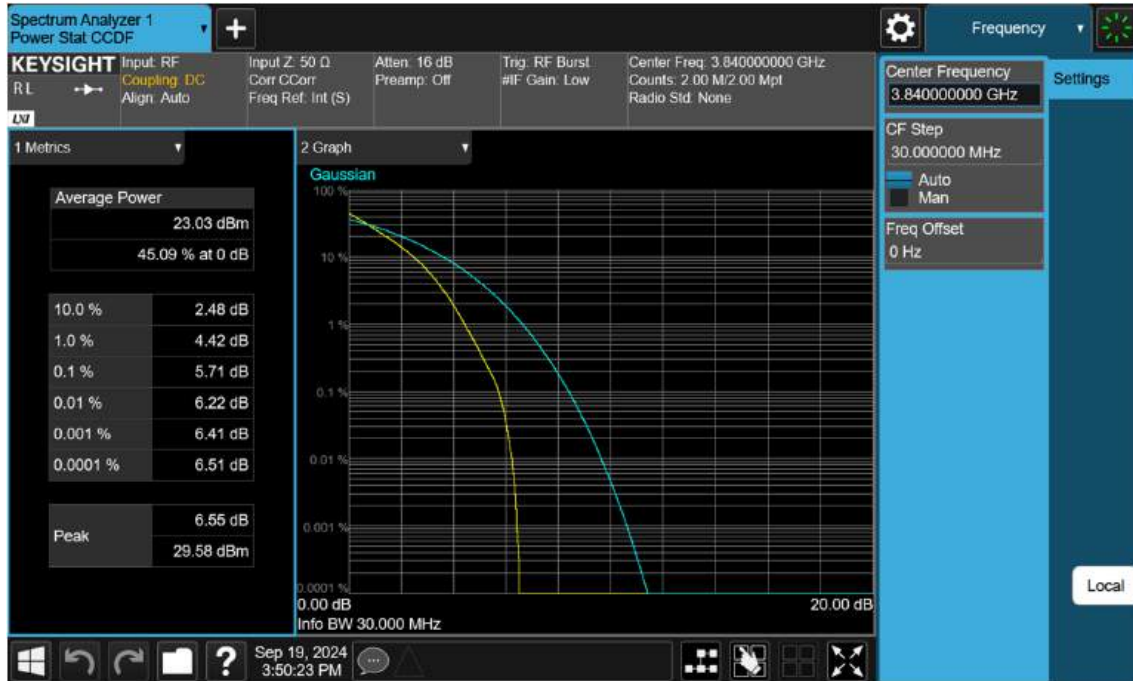 Spectrum Analyzer 1
Power Stat CCDF
+
Frequency
KEYSIGHT
R L
LXI
Input: RF
Coupling: DC
Align: Auto
Input Z: 50 Ω
Corr CCorr
Freq Ref: Int (S)
Atten: 16 dB
Preamp: Off
Trig: RF Burst
#IF Gain: Low
Center Freq: 3.840000000 GHz
Counts: 2.00 M/2.00 Mpt
Radio Std: None
Center Frequency
3.840000000 GHz
Settings
CF Step
30.000000 MHz
Auto
Man
Freq Offset
0 Hz
1 Metrics
Average Power
23.03 dBm
45.09 % at 0 dB
10.0 % 2.48 dB
1.0 % 4.42 dB
0.1 % 5.71 dB
0.01 % 6.22 dB
0.001 % 6.41 dB
0.0001 % 6.51 dB
Peak
6.55 dB
29.58 dBm
2 Graph
Gaussian
100 %
10 %
1 %
0.1 %
0.01 %
0.001 %
0.0001 %
0.00 dB 20.00 dB
Info BW 30.000 MHz
Local
?
Sep 19, 2024
3:50:23 PM